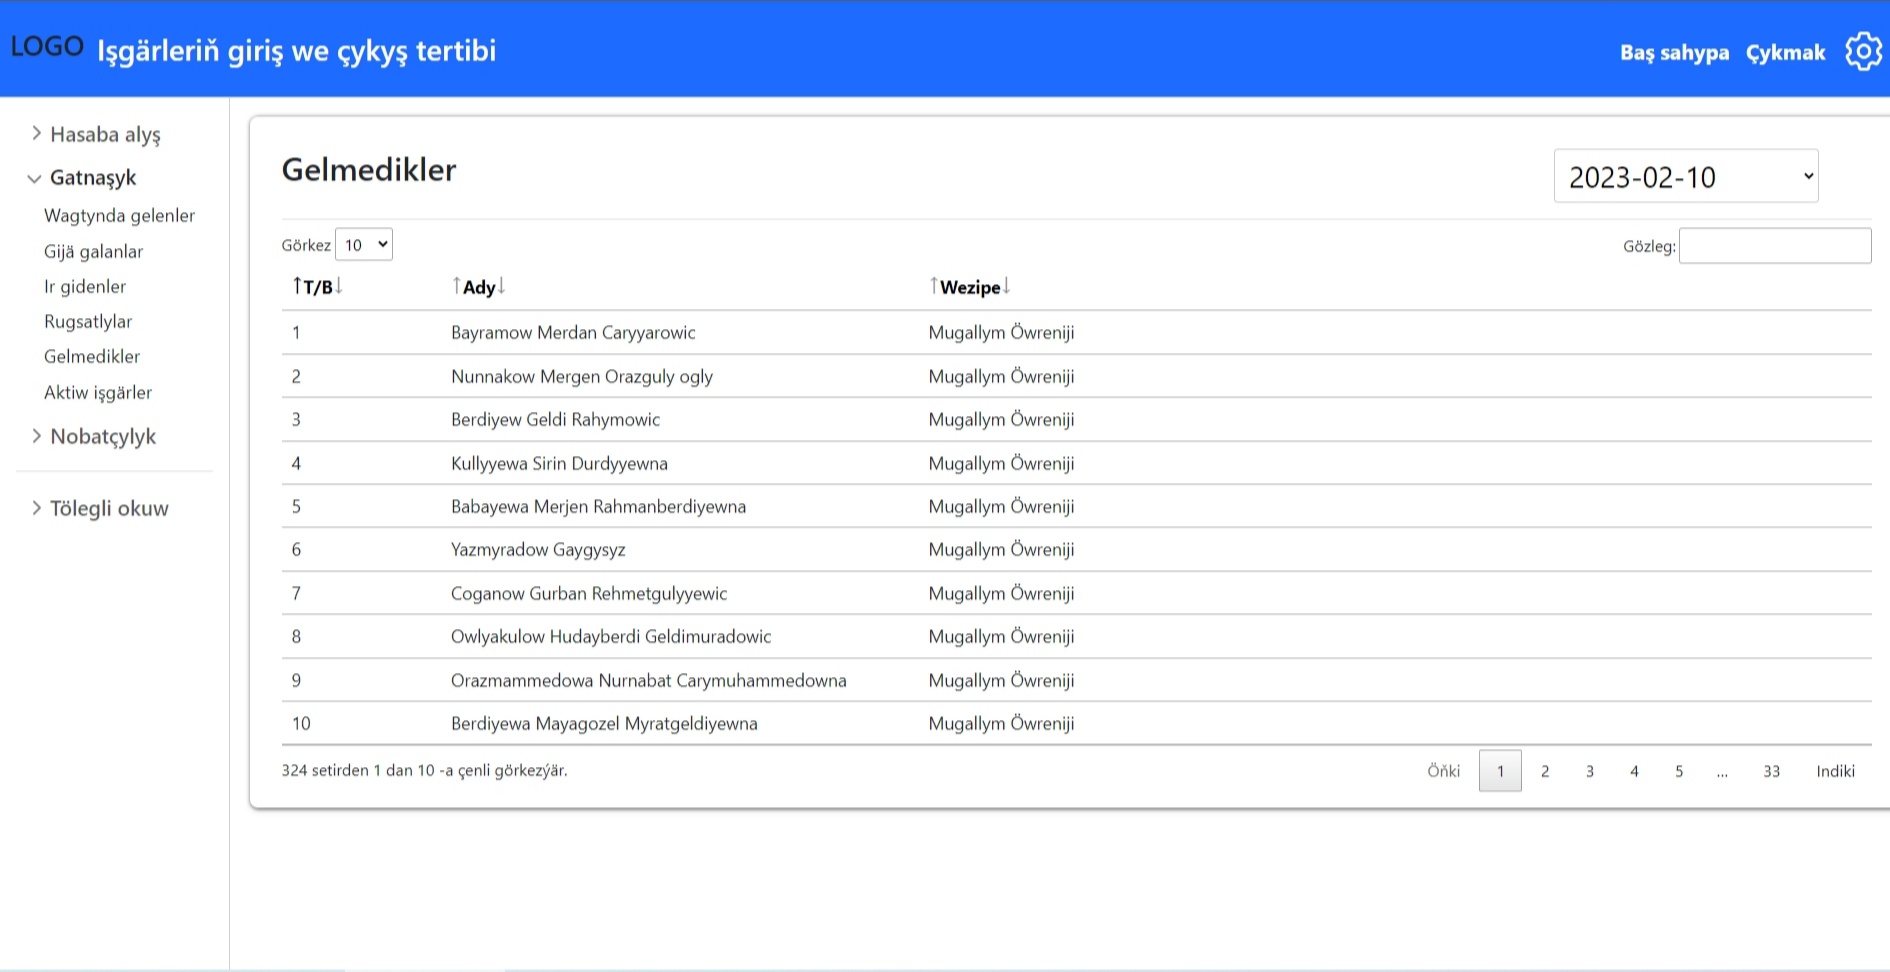 LOGO Işgärleriň giriş we çykyş tertibi
Baş sahypa Çykmak
Hasaba alyş
Gatnaşyk
Wagtynda gelenler
Gijä galanlar
Ir gidenler
Rugsatlylar
Gelmedikler
Aktiw işgärler
Nobatçylyk
Tölegli okuw
Gelmedikler
2023-02-10
Görkez 10
Gözleg:
↑T/B↓ ↑Ady↓ ↑Wezipe↓
1 Bayramow Merdan Caryyarowic Mugallym Öwreniji
2 Nunnakow Mergen Orazguly ogly Mugallym Öwreniji
3 Berdiyew Geldi Rahymowic Mugallym Öwreniji
4 Kullyyewa Sirin Durdyyewna Mugallym Öwreniji
5 Babayewa Merjen Rahmanberdiyewna Mugallym Öwreniji
6 Yazmyradow Gaygysyz Mugallym Öwreniji
7 Coganow Gurban Rehmetgulyyewic Mugallym Öwreniji
8 Owlyakulow Hudayberdi Geldimuradowic Mugallym Öwreniji
9 Orazmammedowa Nurnabat Carymuhammedowna Mugallym Öwreniji
10 Berdiyewa Mayagozel Myratgeldiyewna Mugallym Öwreniji
324 setirden 1 dan 10 -a çenli görkezýär.
Öňki 1 2 3 4 5 ... 33 Indiki